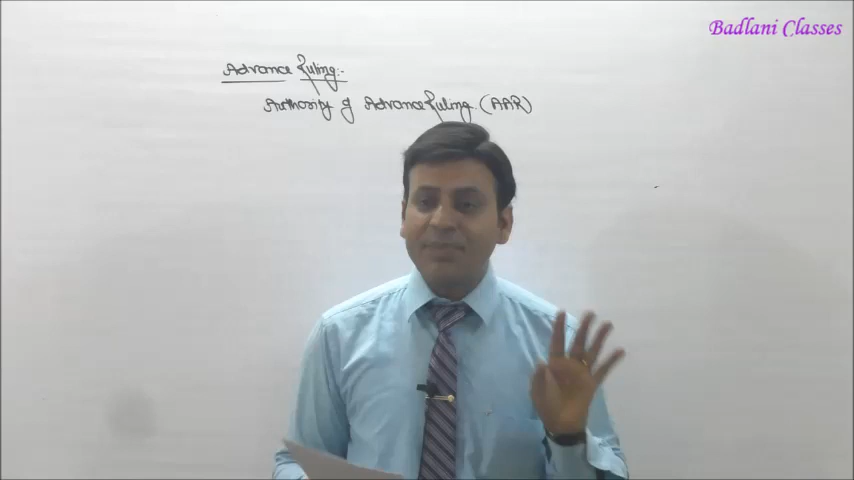 Badlani Classes
Advance Ruling:-
Authority of Advance Ruling (AAR)